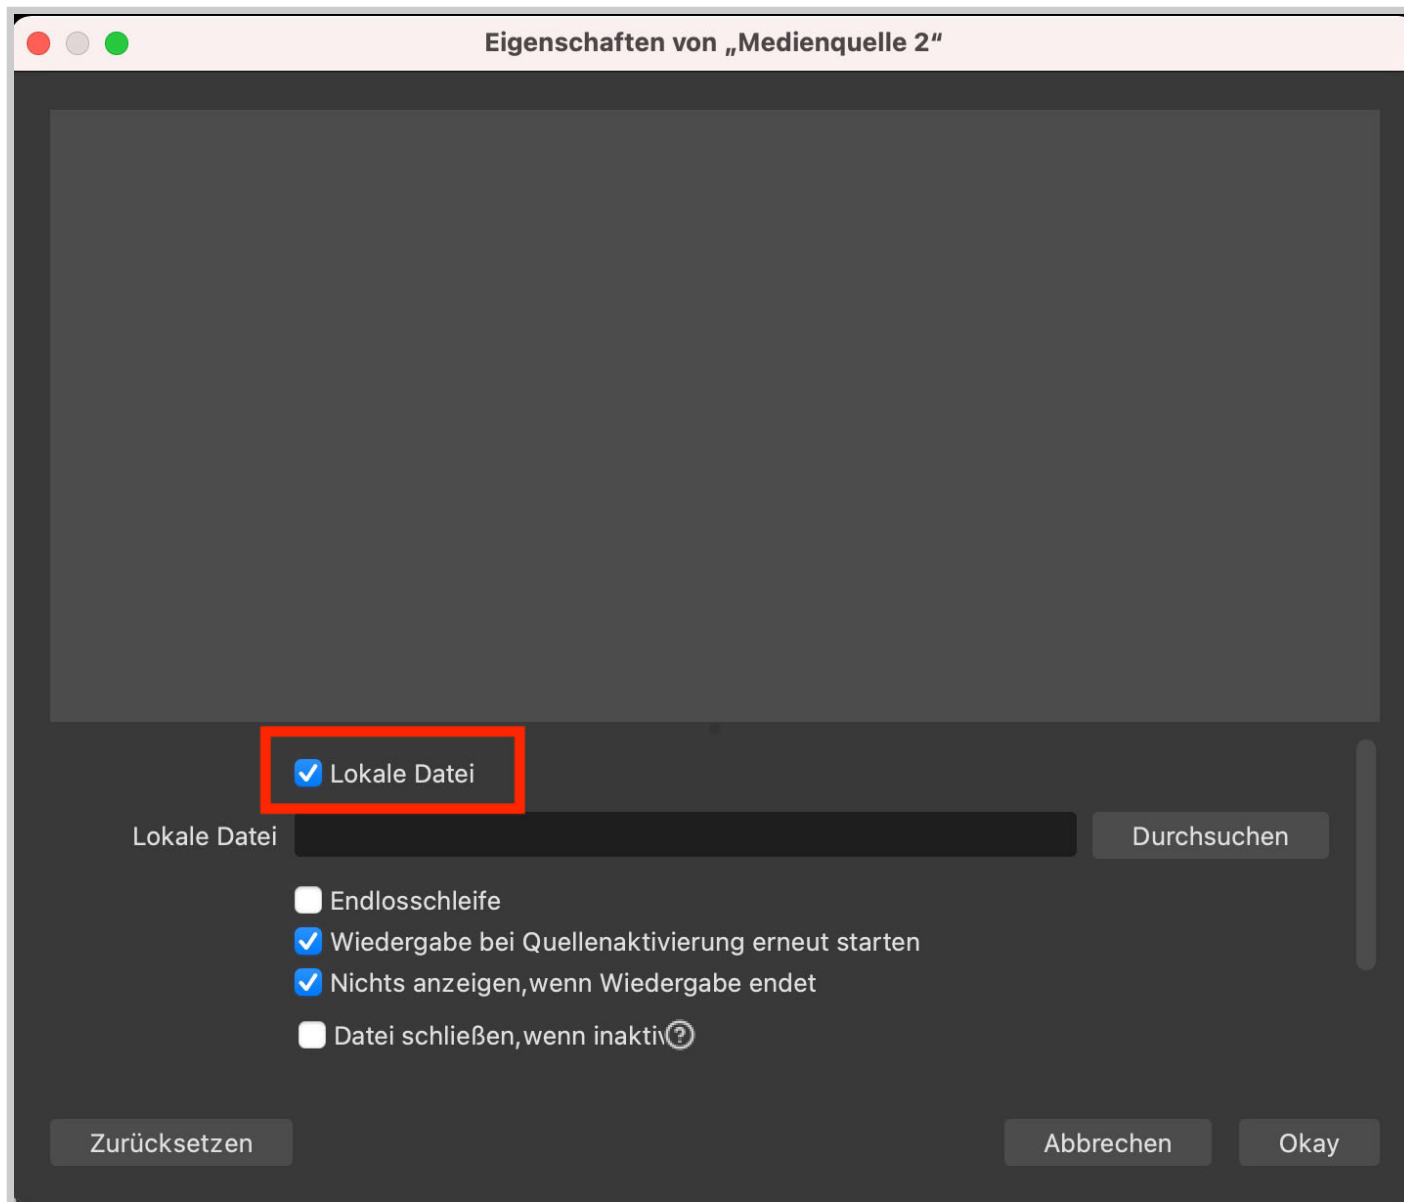 Eigenschaften von „Medienquelle 2“
Lokale Datei
Lokale Datei
Durchsuchen
Endlosschleife
Wiedergabe bei Quellenaktivierung erneut starten
Nichts anzeigen,wenn Wiedergabe endet
Datei schließen,wenn inaktiv
Zurücksetzen
Abbrechen
Okay